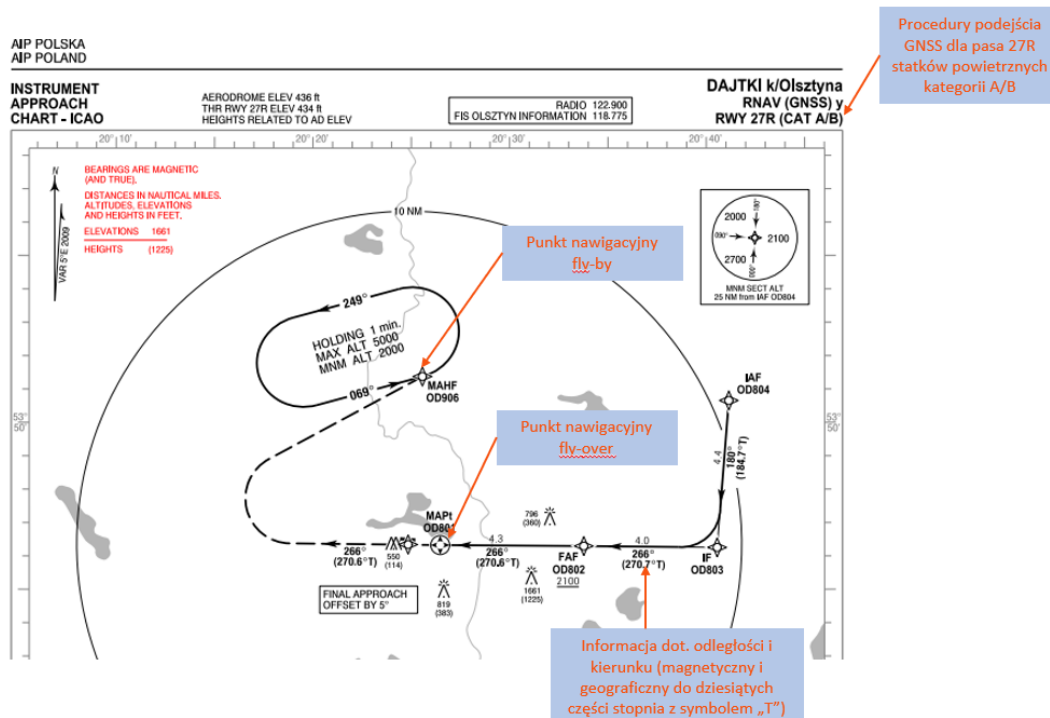 Procedury podejścia
GNSS dla pasa 27R
statków powietrznych
kategorii A/B
AIP POLSKA
AIP POLAND
INSTRUMENT
APPROACH
CHART - ICAO
AERODROME ELEV 436 ft
THR RWY 27R ELEV 434 ft
HEIGHTS RELATED TO AD ELEV
RADIO 122.900
FIS OLSZTYN INFORMATION 118.775
DAJTKI k/Olsztyna
RNAV (GNSS) y
RWY 27R (CAT A/B)
20°10'
20°20'
20°30'
20°40'
N
VAR 5°E 2009
BEARINGS ARE MAGNETIC
(AND TRUE),
DISTANCES IN NAUTICAL MILES.
ALTITUDES, ELEVATIONS
AND HEIGHTS IN FEET.
ELEVATIONS 1661
HEIGHTS (1225)
10 NM
2000
180°
090°
2100
2700
000°
MNM SECT ALT
25 NM from IAF OD804
Punkt nawigacyjny
fly-by
249°
HOLDING 1 min.
MAX ALT 5000
MNM ALT 2000
069°
MAHF
OD906
IAF
OD804
53°
50'
53°
50'
Punkt nawigacyjny
fly-over
4.4
180°
(184.7°T)
MAPt
OD801
796
(360)
4.3
4.0
266°
(270.6°T)
550
(114)
266°
(270.6°T)
FAF
OD802
2100
266°
(270.7°T)
IF
OD803
1661
(1225)
819
(383)
FINAL APPROACH
OFFSET BY 5°
Informacja dot. odległości i
kierunku (magnetyczny i
geograficzny do dziesiątych
części stopnia z symbolem „T”)